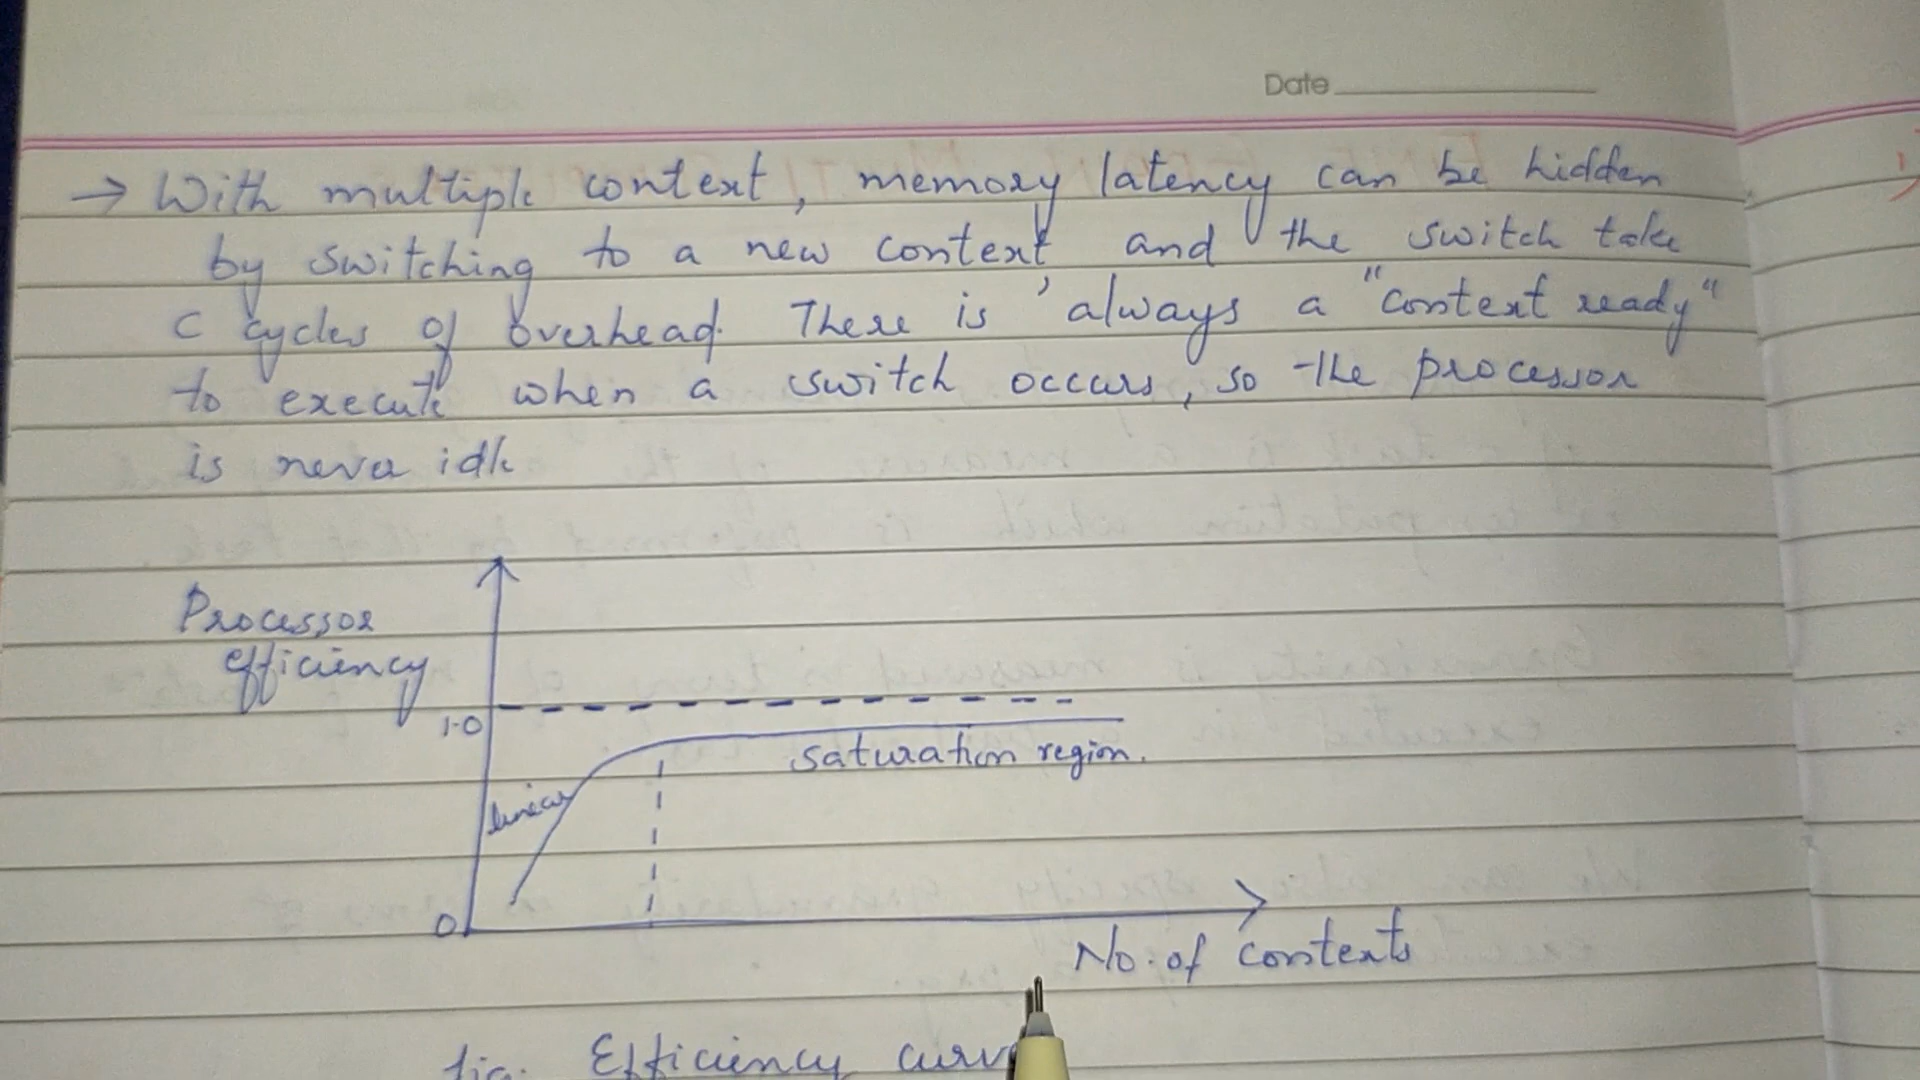 Date
→ With multiple context, memory latency can be hidden
by switching to a new context and the switch take
C cycles of overhead. There is always a "context ready"
to execute when a switch occurs, so the processor
is never idle
Processor
efficiency
1.0
saturation region.
linear
0
No. of contexts
fig. Efficiency curv